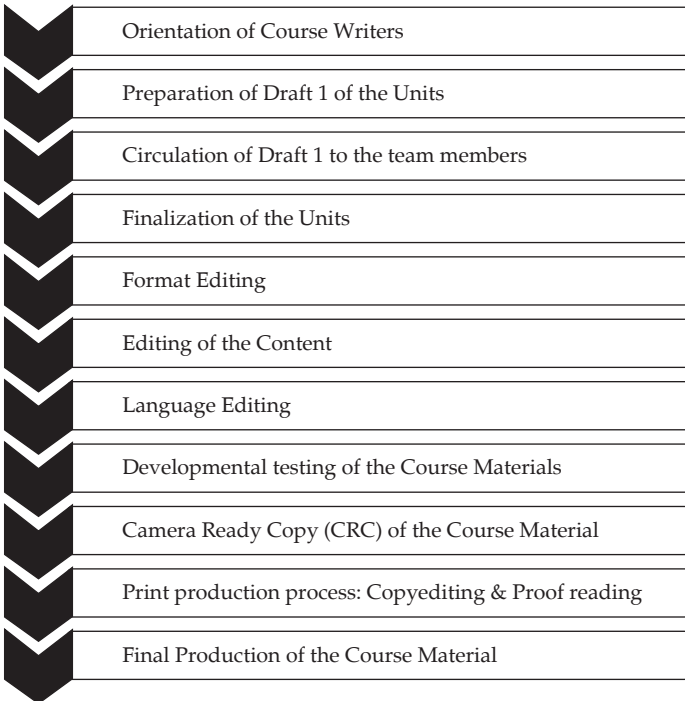 Orientation of Course Writers
Preparation of Draft 1 of the Units
Circulation of Draft 1 to the team members
Finalization of the Units
Format Editing
Editing of the Content
Language Editing
Developmental testing of the Course Materials
Camera Ready Copy (CRC) of the Course Material
Print production process: Copyediting & Proof reading
Final Production of the Course Material